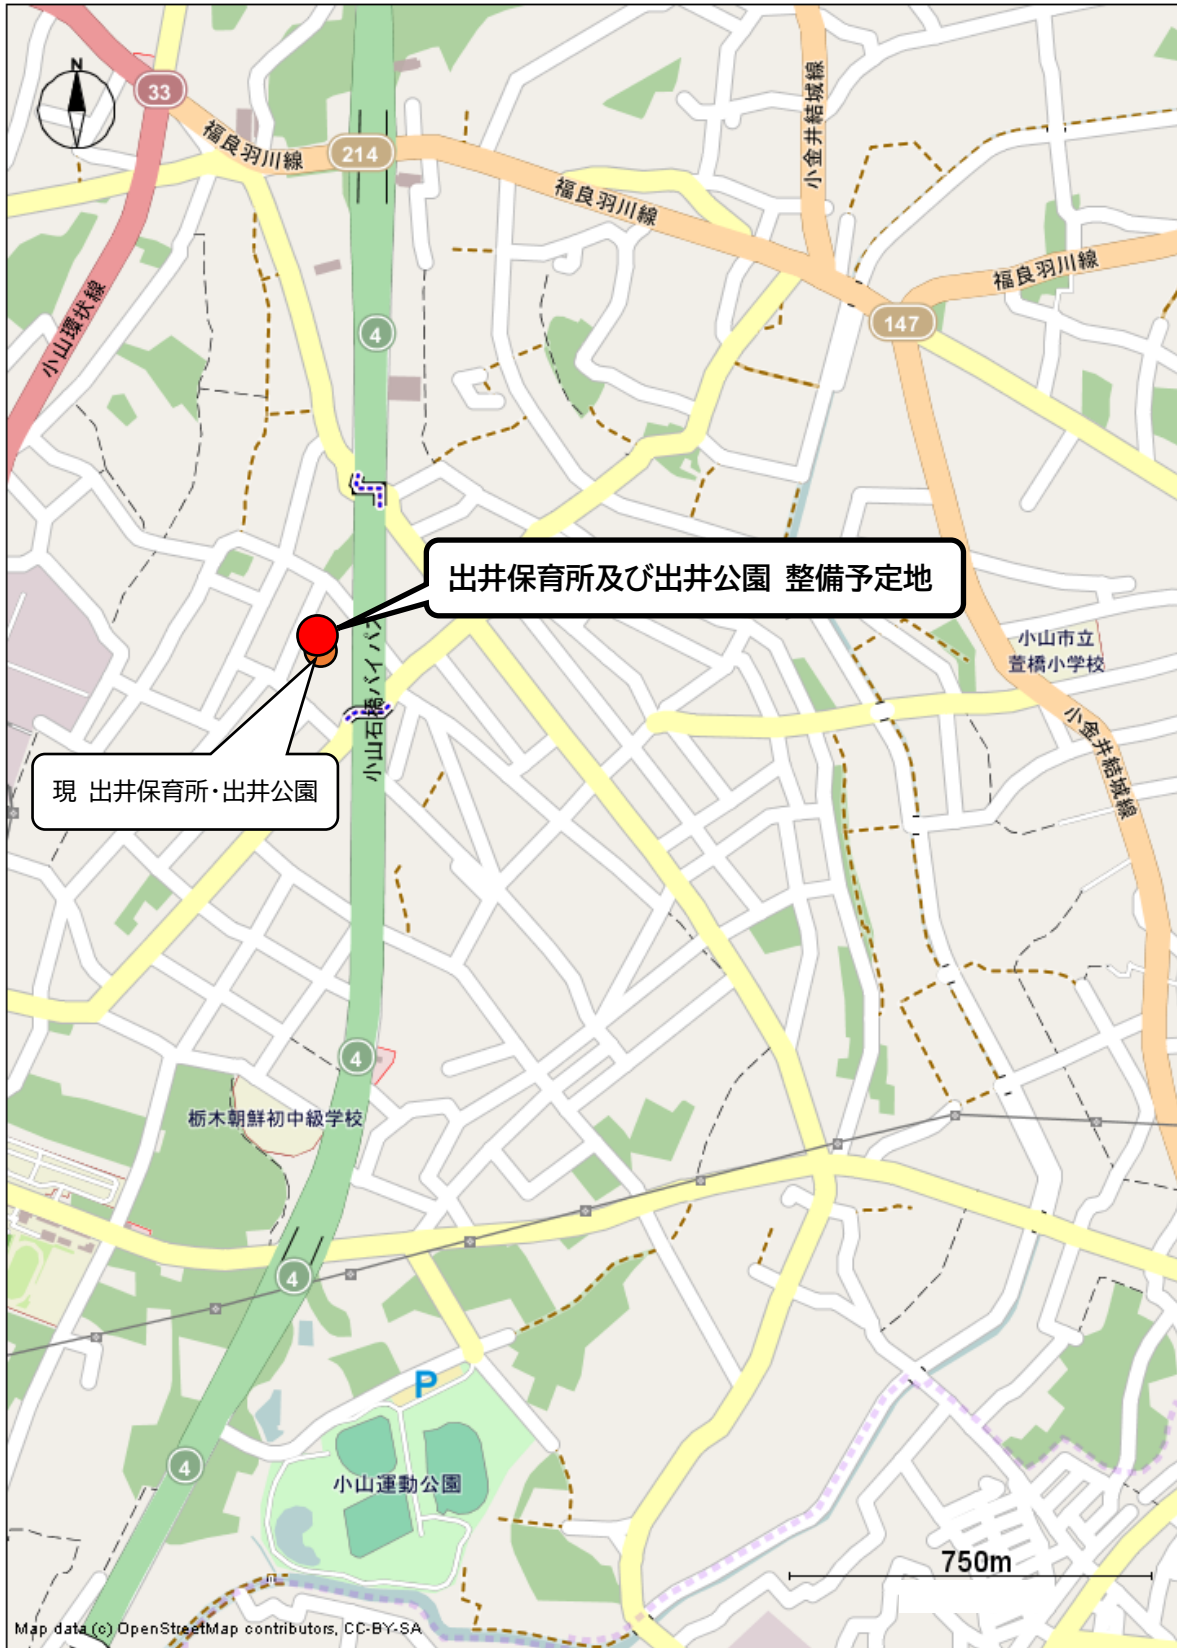 N
33
福良羽川線
214
福良羽川線
小金井結城線
福良羽川線
147
小山環状線
4
出井保育所及び出井公園 整備予定地
小山市立
萱橋小学校
小山石橋バイパス
小金井結城線
現 出井保育所・出井公園
4
栃木朝鮮初中級学校
4
P
4
小山運動公園
750m
Map data (c) OpenStreetMap contributors, CC-BY-SA